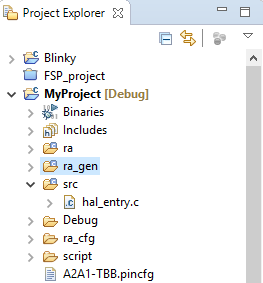 Project Explorer
Blinky
FSP_project
MyProject [Debug]
Binaries
Includes
ra
ra_gen
src
hal_entry.c
Debug
ra_cfg
script
A2A1-TBB.pincfg